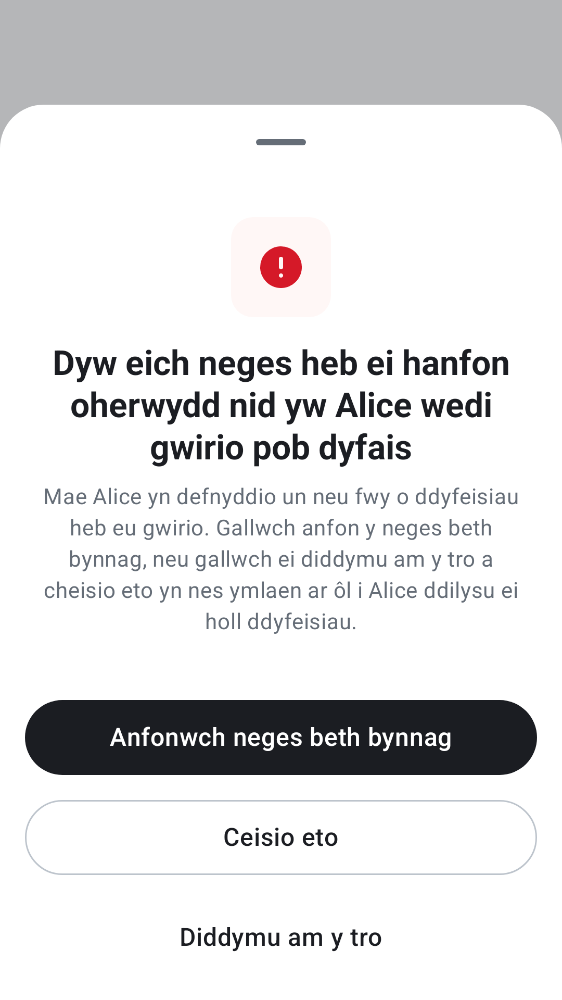 Dyw eich neges heb ei hanfon
oherwydd nid yw Alice wedi
gwirio pob dyfais
Mae Alice yn defnyddio un neu fwy o ddyfeisiau
heb eu gwirio. Gallwch anfon y neges beth
bynnag, neu gallwch ei diddymu am y tro a
cheisio eto yn nes ymlaen ar ôl i Alice ddilysu ei
holl ddyfeisiau.
Anfonwch neges beth bynnag
Ceisio eto
Diddymu am y tro